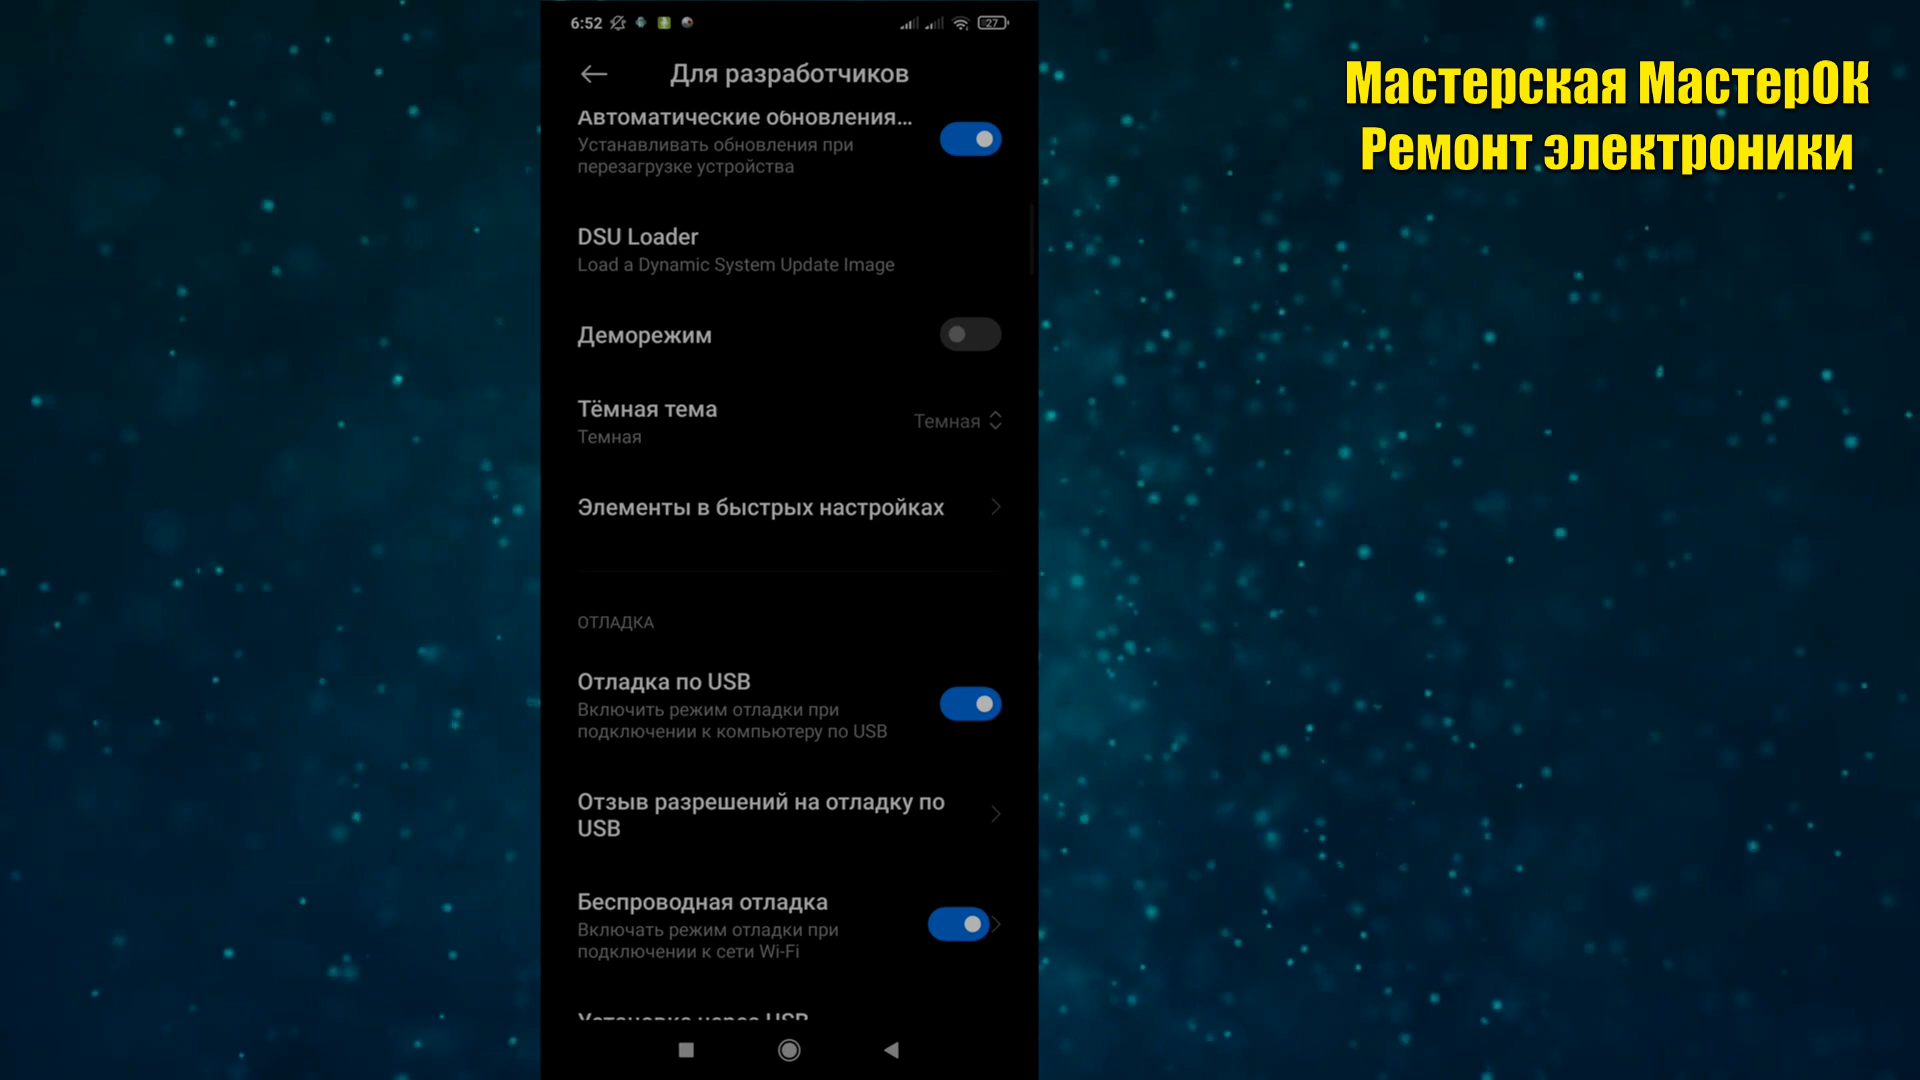 6:52
27
Для разработчиков
Автоматические обновления...
Устанавливать обновления при
перезагрузке устройства
DSU Loader
Load a Dynamic System Update Image
Деморежим
Тёмная тема
Темная
Темная
Элементы в быстрых настройках
ОТЛАДКА
Отладка по USB
Включить режим отладки при
подключении к компьютеру по USB
Отзыв разрешений на отладку по
USB
Беспроводная отладка
Включать режим отладки при
подключении к сети Wi-Fi
Установка через USB
Мастерская МастерОК
Ремонт электроники